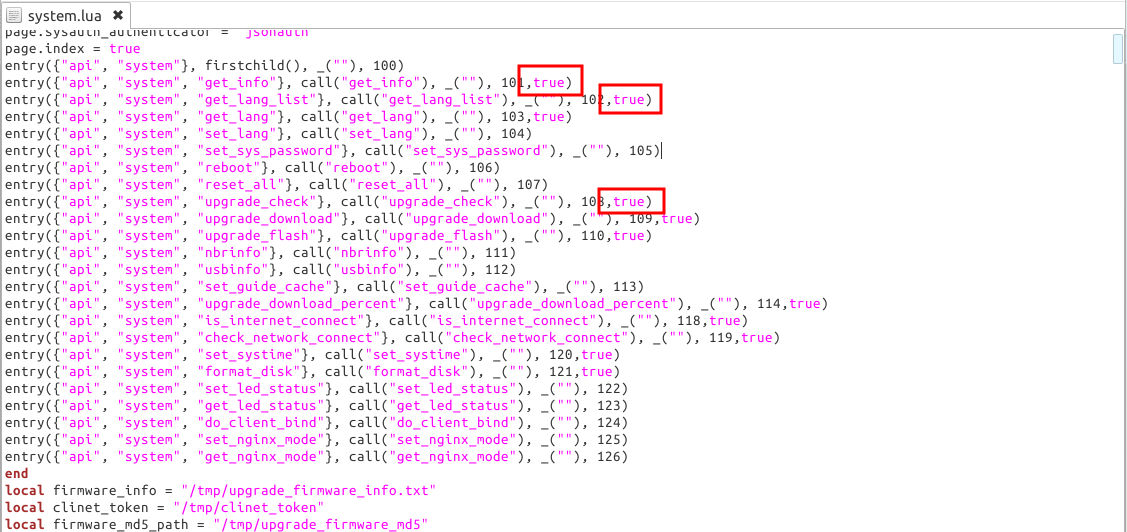 system.lua ✖
page.sysauth_authenticator = "jsonauth"
page.index = true
entry({"api", "system"}, firstchild(), _(""), 100)
entry({"api", "system", "get_info"}, call("get_info"), _(""), 101,true)
entry({"api", "system", "get_lang_list"}, call("get_lang_list"), _(""), 102,true)
entry({"api", "system", "get_lang"}, call("get_lang"), _(""), 103,true)
entry({"api", "system", "set_lang"}, call("set_lang"), _(""), 104)
entry({"api", "system", "set_sys_password"}, call("set_sys_password"), _(""), 105)
entry({"api", "system", "reboot"}, call("reboot"), _(""), 106)
entry({"api", "system", "reset_all"}, call("reset_all"), _(""), 107)
entry({"api", "system", "upgrade_check"}, call("upgrade_check"), _(""), 108,true)
entry({"api", "system", "upgrade_download"}, call("upgrade_download"), _(""), 109,true)
entry({"api", "system", "upgrade_flash"}, call("upgrade_flash"), _(""), 110,true)
entry({"api", "system", "nbrinfo"}, call("nbrinfo"), _(""), 111)
entry({"api", "system", "usbinfo"}, call("usbinfo"), _(""), 112)
entry({"api", "system", "set_guide_cache"}, call("set_guide_cache"), _(""), 113)
entry({"api", "system", "upgrade_download_percent"}, call("upgrade_download_percent"), _(""), 114,true)
entry({"api", "system", "is_internet_connect"}, call("is_internet_connect"), _(""), 118,true)
entry({"api", "system", "check_network_connect"}, call("check_network_connect"), _(""), 119,true)
entry({"api", "system", "set_systime"}, call("set_systime"), _(""), 120,true)
entry({"api", "system", "format_disk"}, call("format_disk"), _(""), 121,true)
entry({"api", "system", "set_led_status"}, call("set_led_status"), _(""), 122)
entry({"api", "system", "get_led_status"}, call("get_led_status"), _(""), 123)
entry({"api", "system", "do_client_bind"}, call("do_client_bind"), _(""), 124)
entry({"api", "system", "set_nginx_mode"}, call("set_nginx_mode"), _(""), 125)
entry({"api", "system", "get_nginx_mode"}, call("get_nginx_mode"), _(""), 126)
end
local firmware_info = "/tmp/upgrade_firmware_info.txt"
local clinet_token = "/tmp/clinet_token"
local firmware_md5_path = "/tmp/upgrade_firmware_md5"